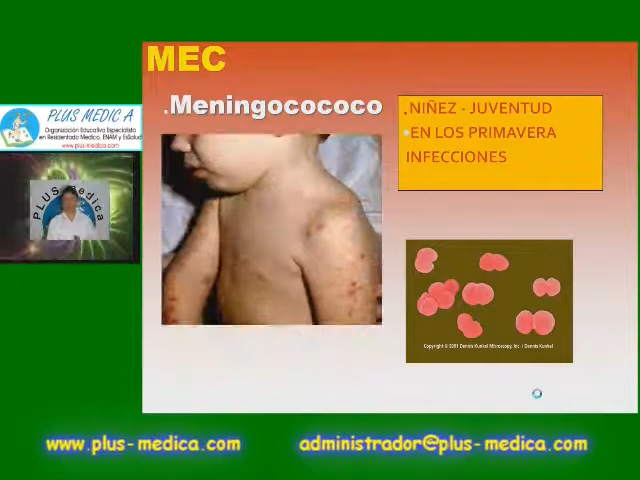 MEC
.Meningocococo
.NIÑEZ - JUVENTUD
•EN LOS PRIMAVERA
INFECCIONES
PLUS MEDIC A
Organización Educativa Especialista
en Residentado Medico, ENAM y EsSalud
www.plus-medica.com
PLUS Medica
Copyright © 2001 Dennis Kunkel Microscopy, Inc. / Dennis Kunkel
www.plus-medica.com
administrador@plus-medica.com